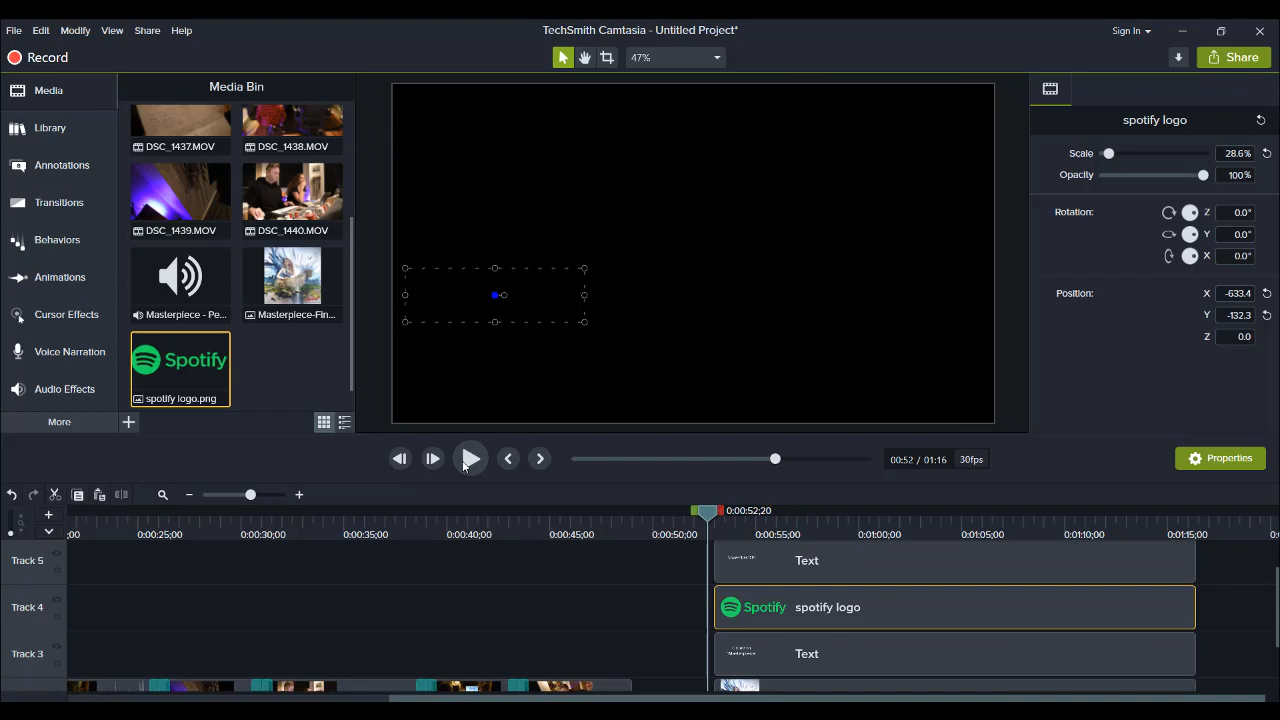 File Edit Modify View Share Help
TechSmith Camtasia - Untitled Project*
Sign In
Record
47%
Share
Media
Library
Annotations
Transitions
Behaviors
Animations
Cursor Effects
Voice Narration
Audio Effects
More
Media Bin
DSC_1437.MOV
DSC_1438.MOV
DSC_1439.MOV
DSC_1440.MOV
Masterpiece - Pe...
Masterpiece-FIn...
Spotify
spotify logo.png
spotify logo
Scale 28.6%
Opacity 100%
Rotation: Z 0.0°
Y 0.0°
X 0.0°
Position: X -633.4
Y -132.3
Z 0.0
00:52 / 01:16 30fps
Properties
0:00:52;20
;00 0:00:25;00 0:00:30;00 0:00:35;00 0:00:40;00 0:00:45;00 0:00:50;00 0:00:55;00 0:01:00;00 0:01:05;00 0:01:10;00 0:01:15;00 0:
Track 5 Text
Track 4 Spotify spotify logo
Track 3 Text